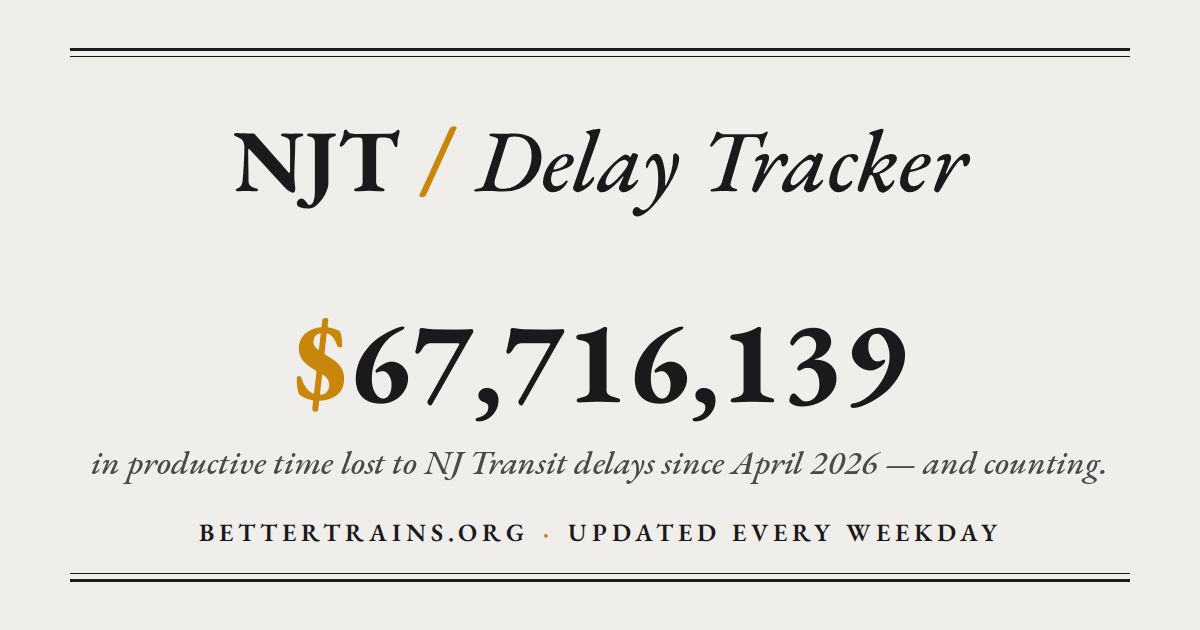 NJT / Delay Tracker
$67,716,139
in productive time lost to NJ Transit delays since April 2026 — and counting.
BETTERTRAINS.ORG · UPDATED EVERY WEEKDAY